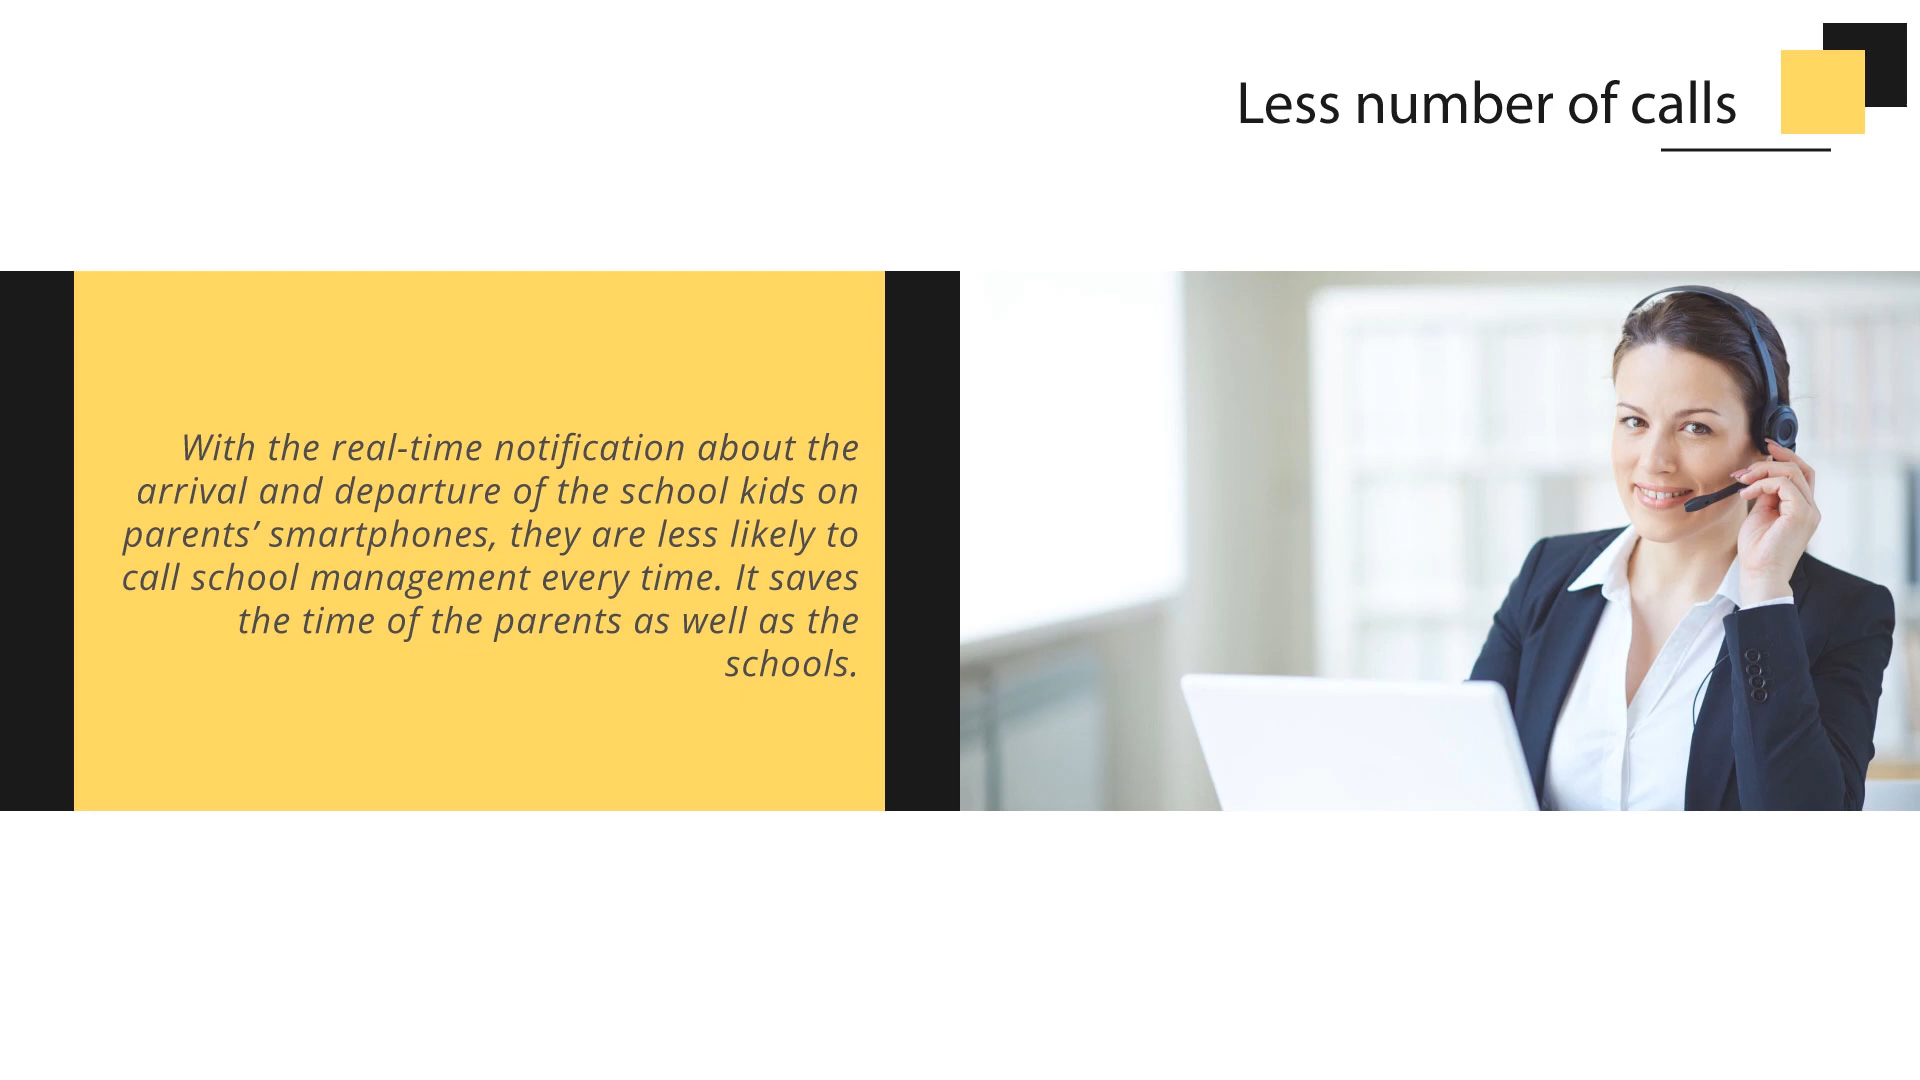 Less number of calls
With the real-time notification about the
arrival and departure of the school kids on
parents’ smartphones, they are less likely to
call school management every time. It saves
the time of the parents as well as the
schools.